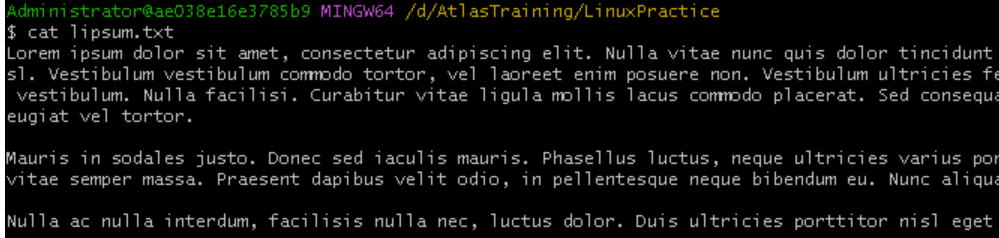 Administrator@ae038e16e3785b9 MINGW64 /d/AtlasTraining/LinuxPractice
$ cat lipsum.txt
Lorem ipsum dolor sit amet, consectetur adipiscing elit. Nulla vitae nunc quis dolor tincidunt
sl. Vestibulum vestibulum commodo tortor, vel laoreet enim posuere non. Vestibulum ultricies fe
vestibulum. Nulla facilisi. Curabitur vitae ligula mollis lacus commodo placerat. Sed consequa
eugiat vel tortor.
Mauris in sodales justo. Donec sed iaculis mauris. Phasellus luctus, neque ultricies varius por
vitae semper massa. Praesent dapibus velit odio, in pellentesque neque bibendum eu. Nunc aliqua
Nulla ac nulla interdum, facilisis nulla nec, luctus dolor. Duis ultricies porttitor nisl eget